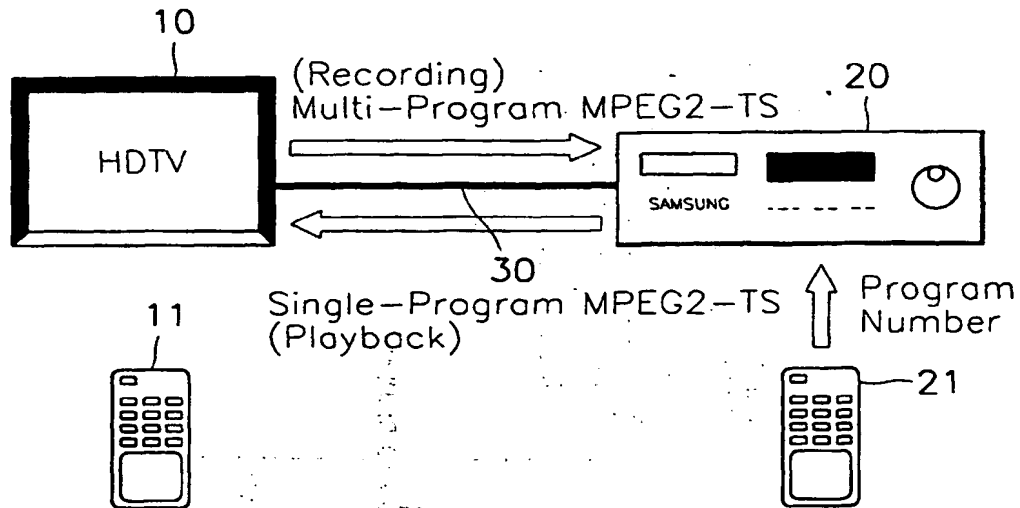 10
(Recording)
Multi-Program MPEG2-TS
20
HDTV
SAMSUNG
30
Single-Program MPEG2-TS
(Playback)
Program
Number
11
21